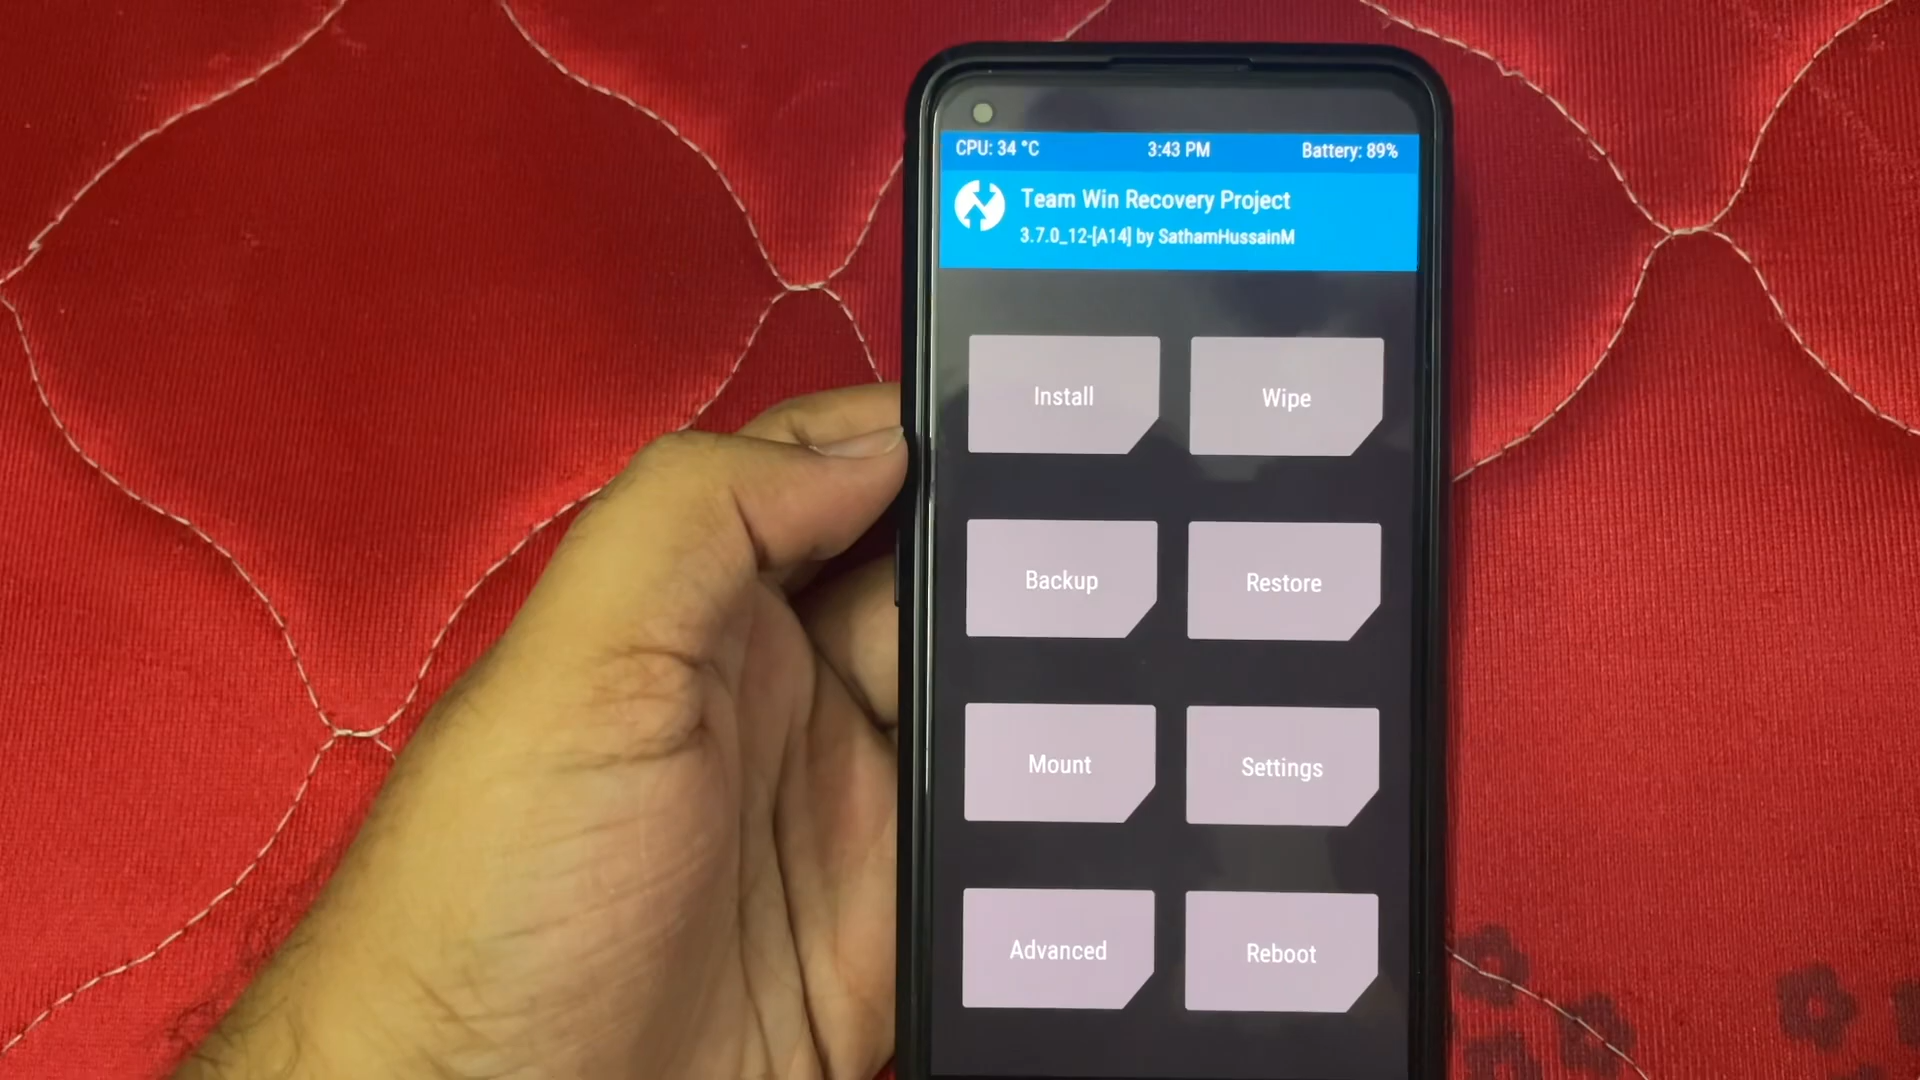 CPU: 34 °C 3:43 PM Battery: 89%
Team Win Recovery Project
3.7.0_12-[A14] by SathamHussainM
Install Wipe
Backup Restore
Mount Settings
Advanced Reboot